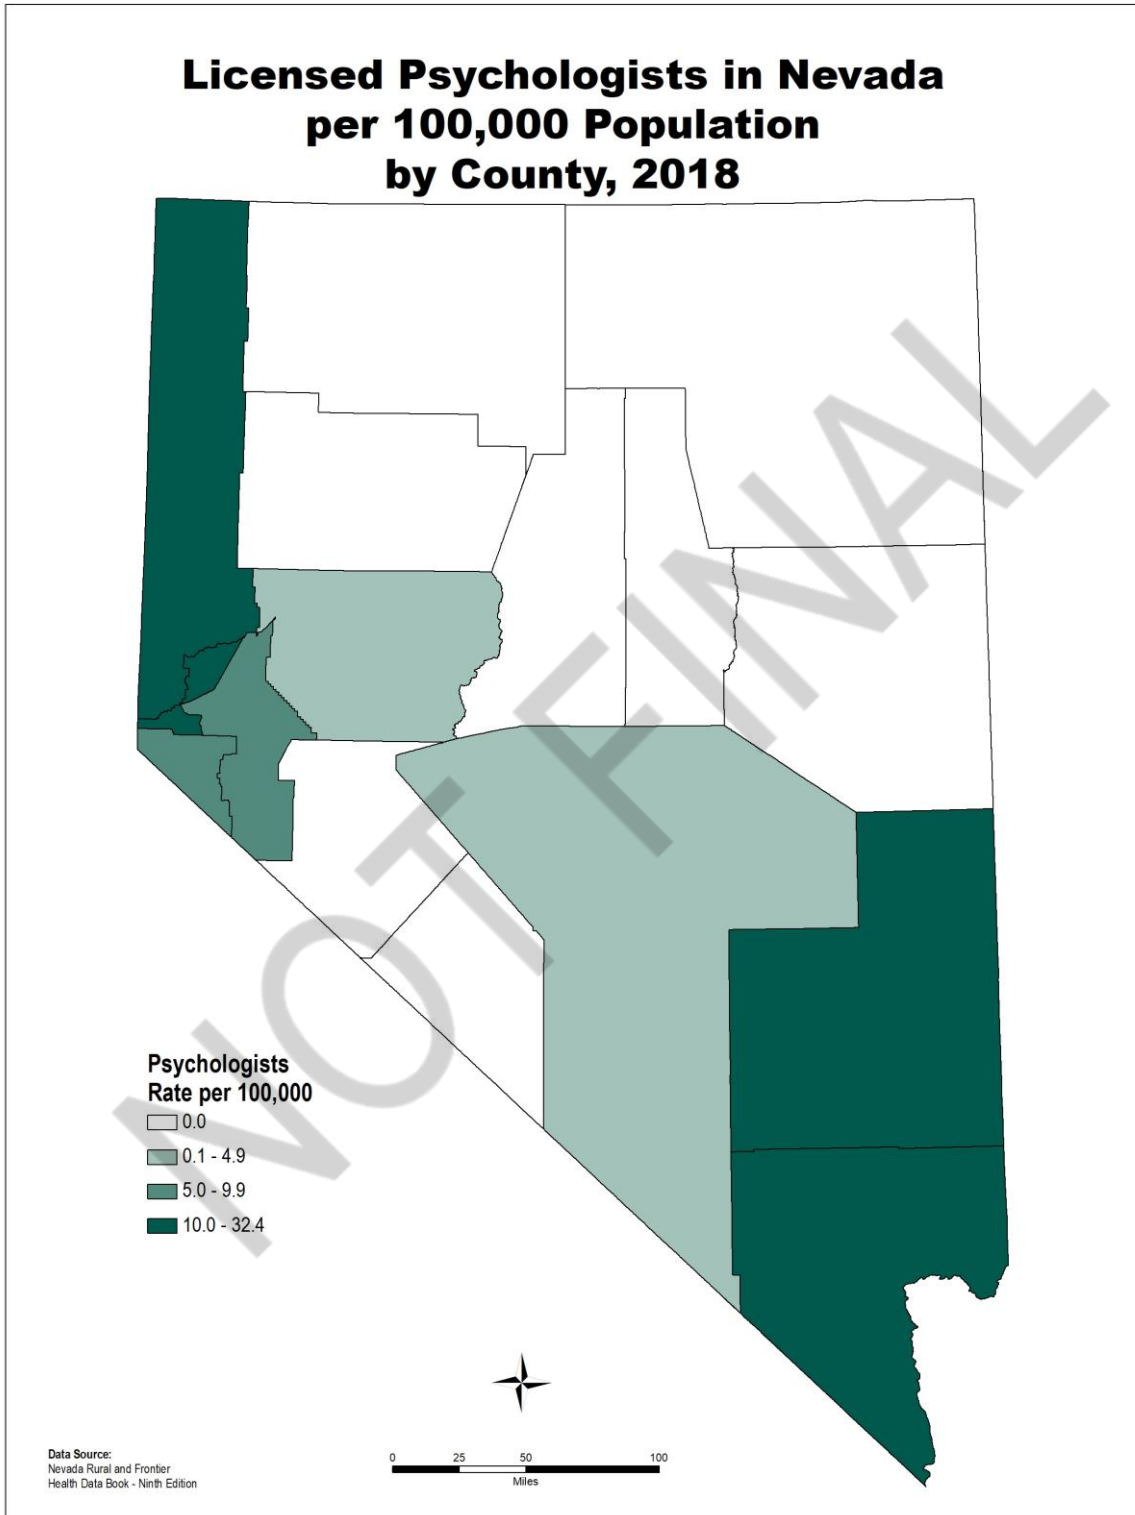 Licensed Psychologists in Nevada
per 100,000 Population
by County, 2018
NOT FINAL
Psychologists
Rate per 100,000
0.0
0.1 - 4.9
5.0 - 9.9
10.0 - 32.4
Data Source:
Nevada Rural and Frontier
Health Data Book - Ninth Edition
0 25 50 100
Miles